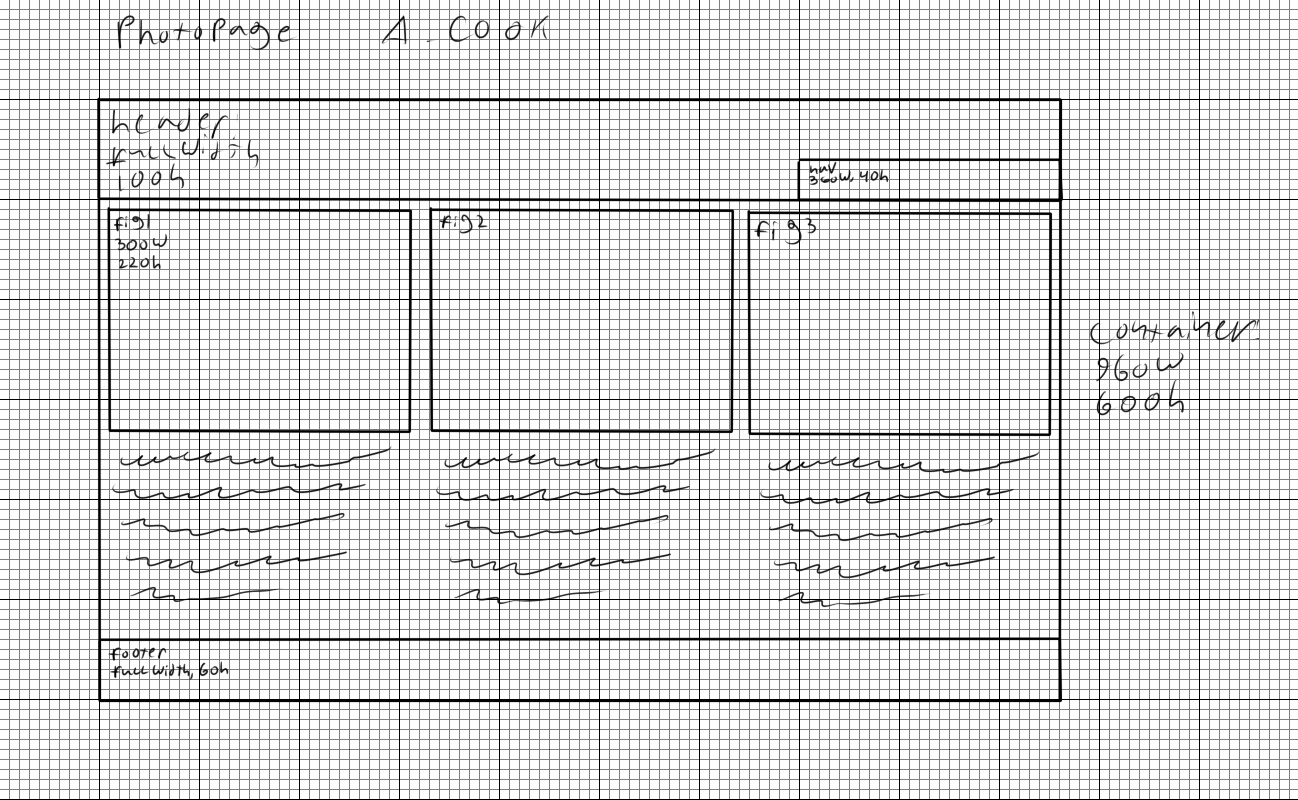 PhotoPage A. COOK
header
full width
100h
nav
360w, 40h
fig1
300w
220h
fig2
fig3
container
960w
600h
footer
full width, 60h